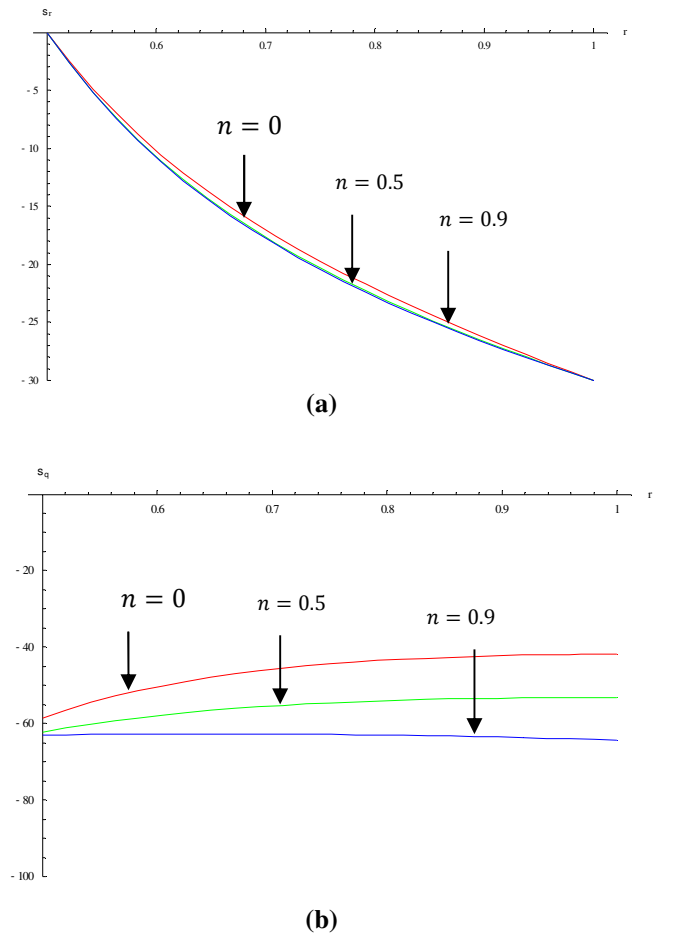 s_r
0.6 0.7 0.8 0.9 1 r
- 5
n = 0
- 10
n = 0.5
- 15
n = 0.9
- 20
- 25
- 30
(a)
s_q
0.6 0.7 0.8 0.9 1 r
- 20
n = 0
n = 0.5
n = 0.9
- 40
- 60
- 80
- 100
(b)